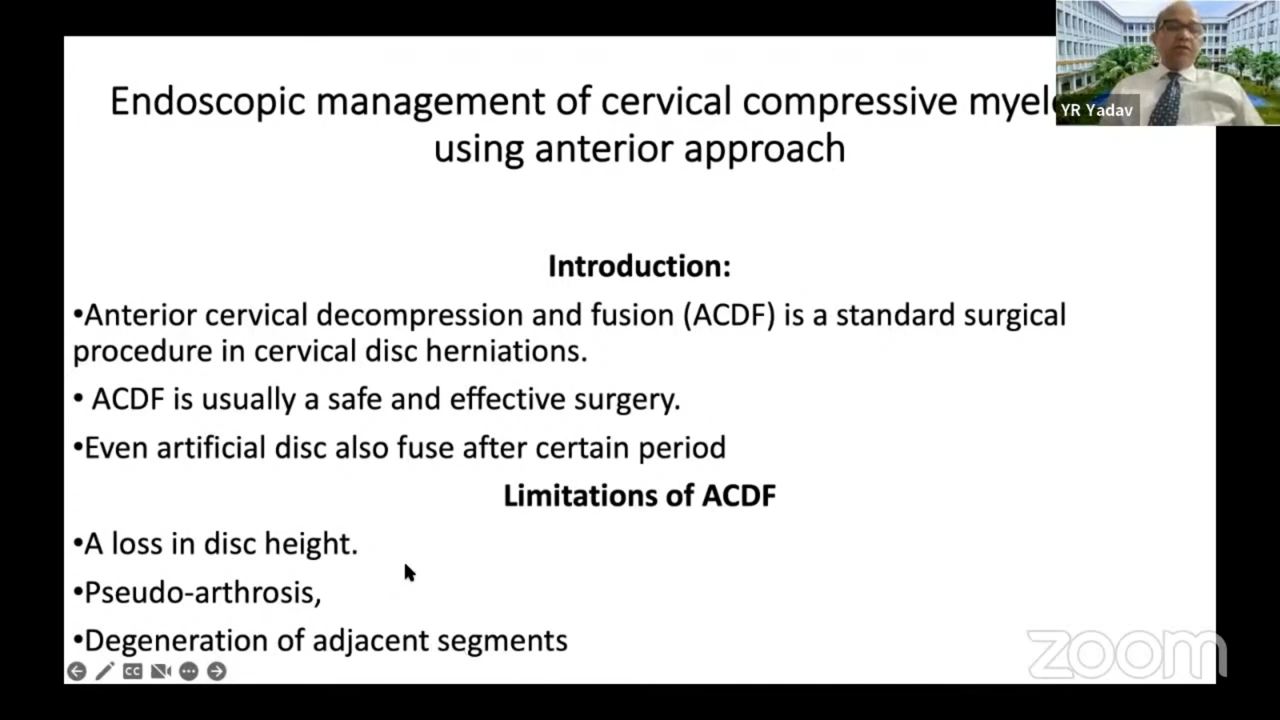 Endoscopic management of cervical compressive
using anterior approach
YR Yadav
Introduction:
•Anterior cervical decompression and fusion (ACDF) is a standard surgical
procedure in cervical disc herniations.
• ACDF is usually a safe and effective surgery.
•Even artificial disc also fuse after certain period
Limitations of ACDF
•A loss in disc height.
•Pseudo-arthrosis,
•Degeneration of adjacent segments
CC
zoom